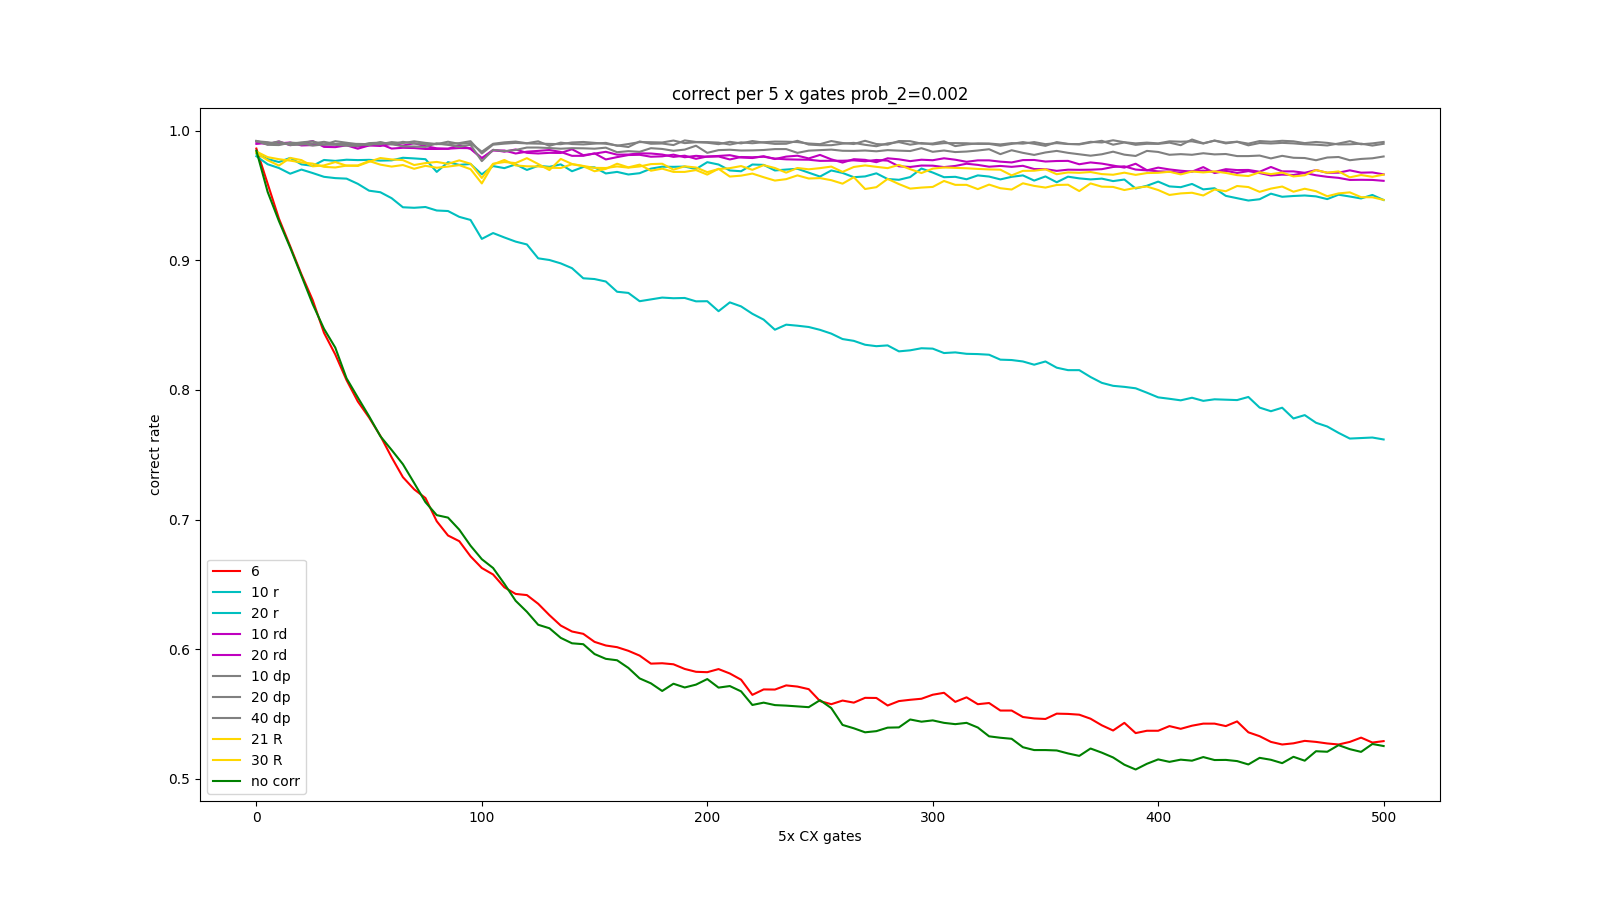 correct per 5 x gates prob_2=0.002
1.0
0.9
0.8
0.7
0.6
0.5
correct rate
6
10 r
20 r
10 rd
20 rd
10 dp
20 dp
40 dp
21 R
30 R
no corr
0 100 200 300 400 500
5x CX gates